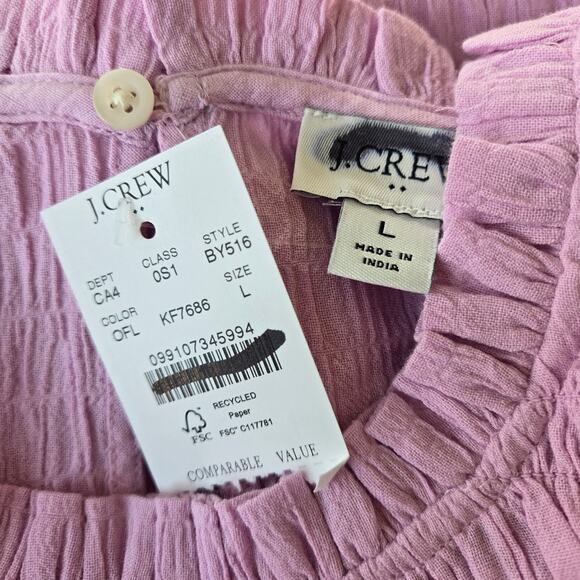 J.CREW
DEPT CLASS STYLE
CA4 0S1 BY516
COLOR SIZE
OFL KF7686 L
099107345994
RECYCLED
Paper
FSC
FSC® C117781
COMPARABLE VALUE
J.CREW
L
MADE IN
INDIA